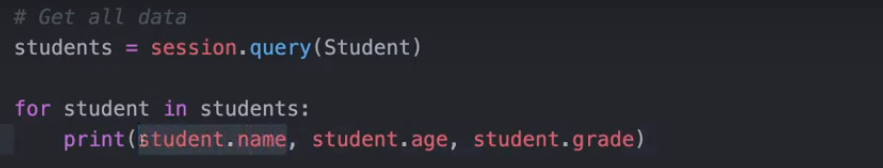 # Get all data
students = session.query(Student)
for student in students:
    print(student.name, student.age, student.grade)